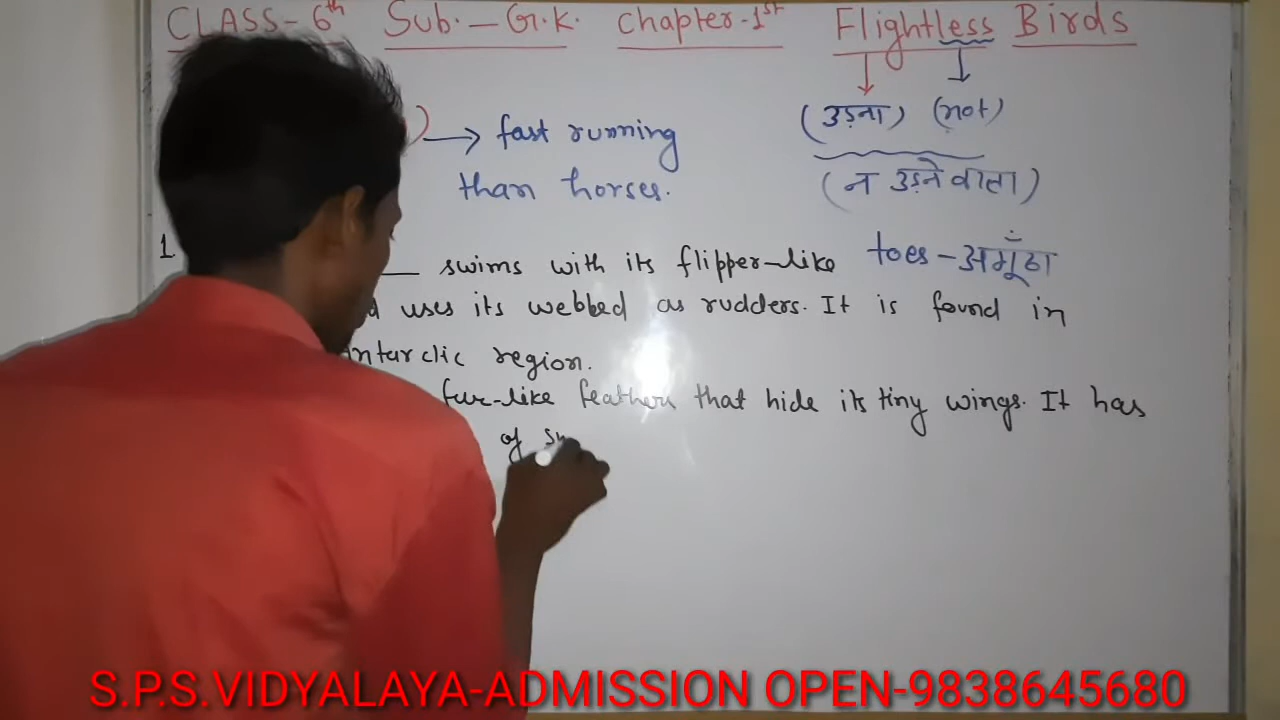 CLASS-6th Sub.-G.K. Chapter-1st Flightless Birds
(उड़ना) (not)
) → fast running
than horses.
(न उड़ने वाला)
1. swims with its flipper-like toes-अगूंठा
uses its webbed as rudders. It is found in
ntarclic region.
fur-like feathers that hide its tiny wings. It has
of
S.P.S.VIDYALAYA-ADMISSION OPEN-9838645680